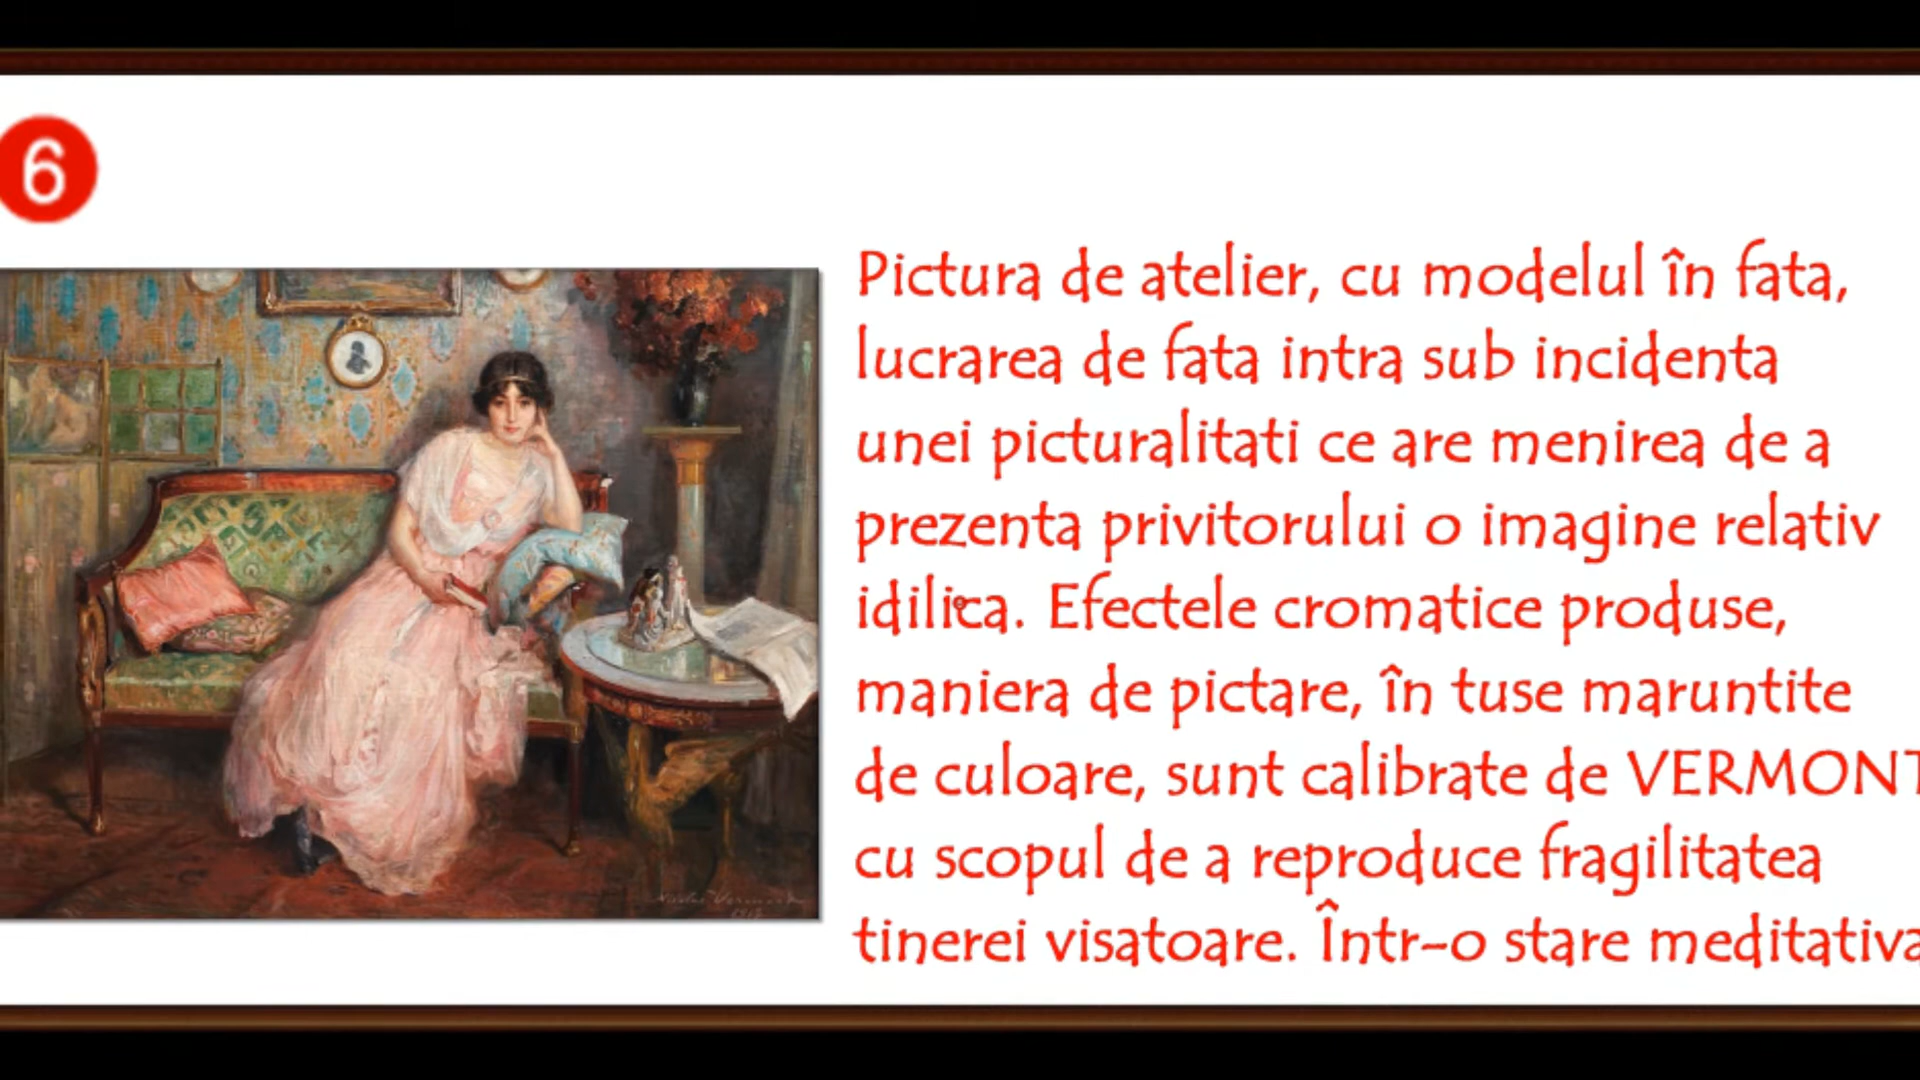 6
Pictura de atelier, cu modelul în fata,
lucrarea de fata intra sub incidenta
unei picturalitati ce are menirea de a
prezenta privitorului o imagine relativ
idilica. Efectele cromatice produse,
maniera de pictare, în tuse maruntite
de culoare, sunt calibrate de VERMONT
cu scopul de a reproduce fragilitatea
tinerei visatoare. Într-o stare meditativa